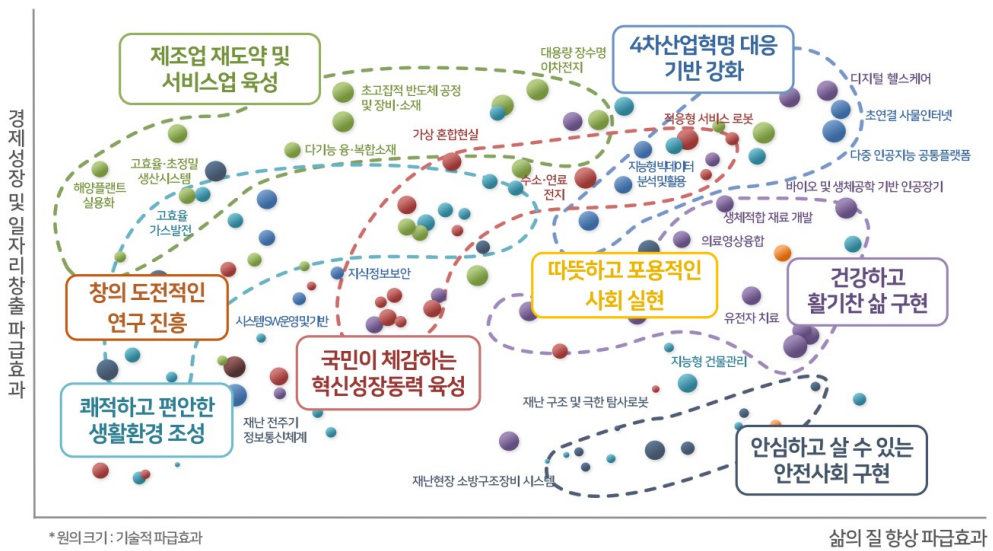 제조업 재도약 및
서비스업 육성
4차산업혁명 대응
기반 강화
대용량 장수명
이차전지
디지털 헬스케어
초고집적 반도체 공정
및 장비·소재
초연결 사물인터넷
적응형 서비스 로봇
가상 혼합현실
다기능 융·복합소재
다중 인공지능 공통플랫폼
지능형빅데이터
분석및활용
고효율·초정밀
생산시스템
해양플랜트
실용화
수소·연료
전지
바이오 및 생체공학 기반 인공장기
생체적합 재료 개발
고효율
가스발전
의료영상융합
경제성장 및 일자리창출 파급효과
지식정보보안
따뜻하고 포용적인
사회 실현
건강하고
활기찬 삶 구현
창의 도전적인
연구 진흥
시스템SW운영및기반
유전자 치료
국민이 체감하는
혁신성장동력 육성
지능형 건물관리
쾌적하고 편안한
생활환경 조성
재난 구조 및 극한 탐사로봇
재난 전주기
정보통신체계
안심하고 살 수 있는
안전사회 구현
재난현장 소방구조장비 시스템
* 원의 크기 : 기술적 파급효과
삶의 질 향상 파급효과